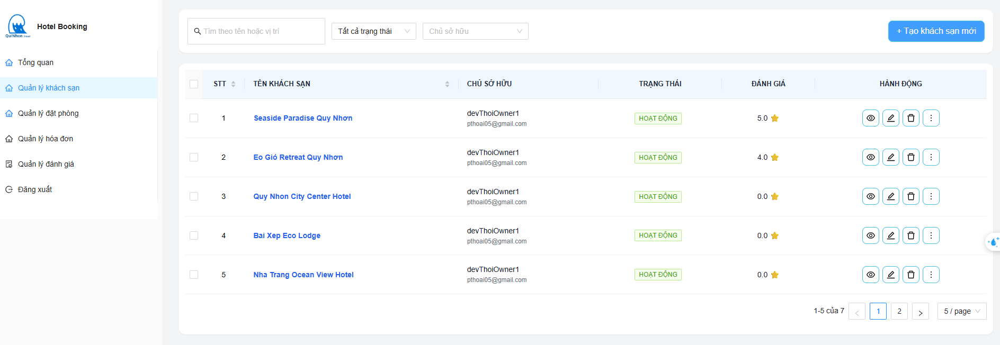 QuiNhon travel
Hotel Booking
Tổng quan
Quản lý khách sạn
Quản lý đặt phòng
Quản lý hóa đơn
Quản lý đánh giá
Đăng xuất
Tìm theo tên hoặc vị trí
Tất cả trạng thái
Chủ sở hữu
+ Tạo khách sạn mới
STT TÊN KHÁCH SẠN CHỦ SỞ HỮU TRẠNG THÁI ĐÁNH GIÁ HÀNH ĐỘNG
1 Seaside Paradise Quy Nhơn devThoiOwner1 HOẠT ĐỘNG 5.0
pthoai05@gmail.com
2 Eo Gió Retreat Quy Nhơn devThoiOwner1 HOẠT ĐỘNG 4.0
pthoai05@gmail.com
3 Quy Nhon City Center Hotel devThoiOwner1 HOẠT ĐỘNG 0.0
pthoai05@gmail.com
4 Bai Xep Eco Lodge devThoiOwner1 HOẠT ĐỘNG 0.0
pthoai05@gmail.com
5 Nha Trang Ocean View Hotel devThoiOwner1 HOẠT ĐỘNG 0.0
pthoai05@gmail.com
1-5 của 7 < 1 2 > 5 / page